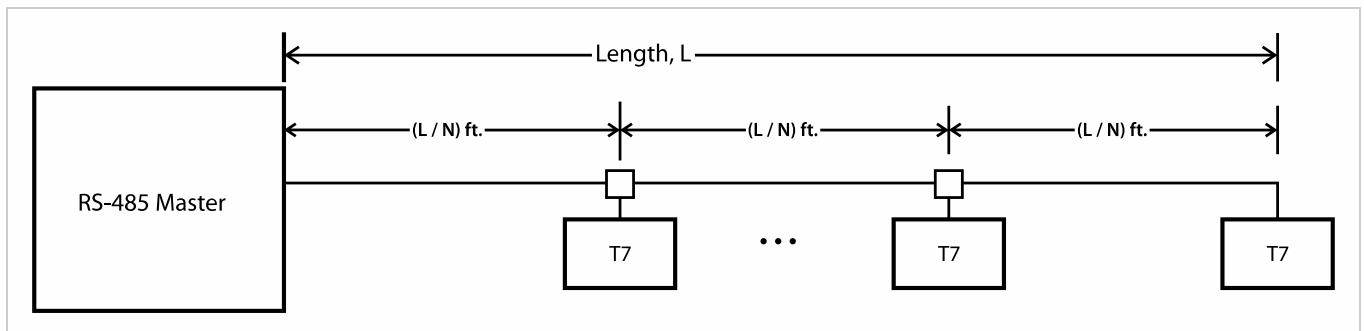 Length, L
(L / N) ft.
(L / N) ft.
(L / N) ft.
RS-485 Master
T7
...
T7
T7